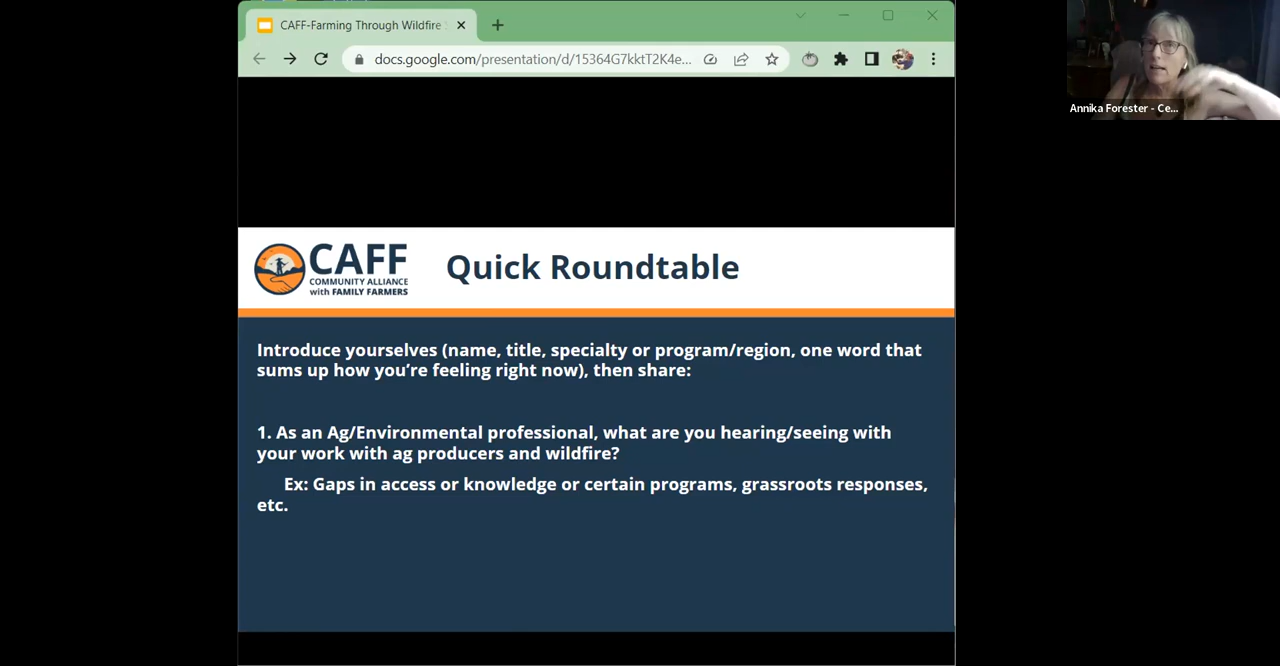 CAFF-Farming Through Wildfire
docs.google.com/presentation/d/15364G7kktT2K4e...
Annika Forester - Ce...
CAFF
COMMUNITY ALLIANCE
with FAMILY FARMERS
Quick Roundtable
Introduce yourselves (name, title, specialty or program/region, one word that
sums up how you're feeling right now), then share:
1. As an Ag/Environmental professional, what are you hearing/seeing with
your work with ag producers and wildfire?
Ex: Gaps in access or knowledge or certain programs, grassroots responses,
etc.